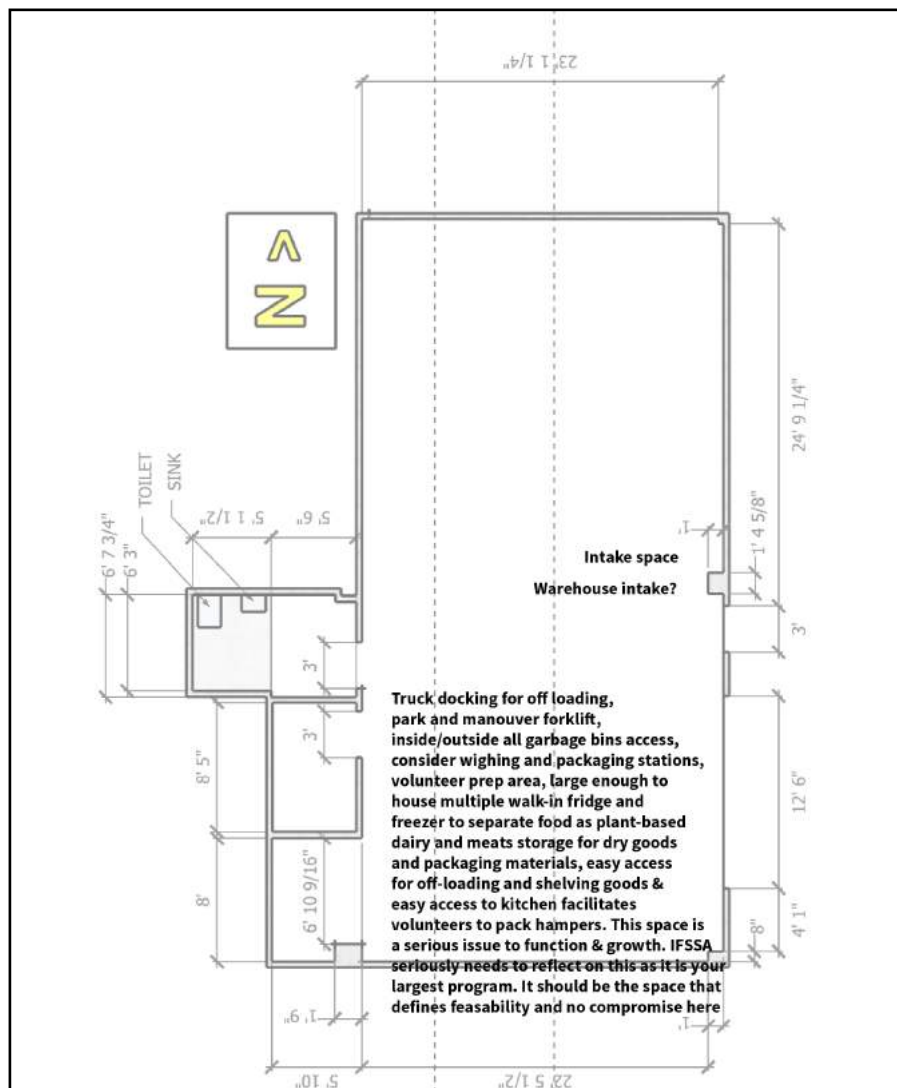 23' 1 1/4"
< N
24' 9 1/4"
TOILET
SINK
5' 1 1/2"
5' 6"
6' 7 3/4"
6' 3"
1'
1' 4 5/8"
Intake space
Warehouse intake?
3'
3'
3'
Truck docking for off loading,
park and manouver forklift,
inside/outside all garbage bins access,
consider wighing and packaging stations,
volunteer prep area, large enough to
house multiple walk-in fridge and
freezer to separate food as plant-based
dairy and meats storage for dry goods
and packaging materials, easy access
for off-loading and shelving goods &
easy access to kitchen facilitates
volunteers to pack hampers. This space is
a serious issue to function & growth. IFSSA
seriously needs to reflect on this as it is your
largest program. It should be the space that
defines feasability and no compromise here
8' 5"
12' 6"
8'
6' 10 9/16"
4' 1"
8"
1' 9"
1'
5' 10"
22' 5 1/2"